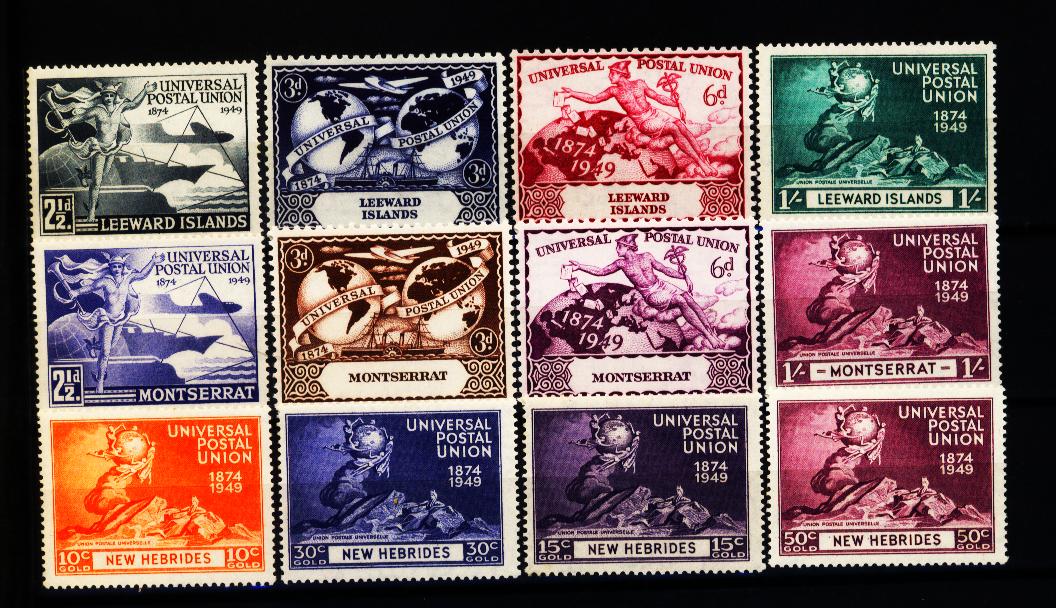 UNIVERSAL
POSTAL UNION
1874 1949
2½d
LEEWARD ISLANDS
3d
1949
UNIVERSAL
POSTAL UNION
1874
3d
LEEWARD
ISLANDS
UNIVERSAL POSTAL UNION
6d
1874
1949
LEEWARD
ISLANDS
UNIVERSAL
POSTAL
UNION
1874
1949
UNION POSTALE UNIVERSELLE
1/- LEEWARD ISLANDS 1/-
UNIVERSAL
POSTAL UNION
1874 1949
2½d
MONTSERRAT
3d
1949
UNIVERSAL
POSTAL UNION
1874
3d
MONTSERRAT
UNIVERSAL POSTAL UNION
6d
1874
1949
MONTSERRAT
UNIVERSAL
POSTAL
UNION
1874
1949
UNION POSTALE UNIVERSELLE
1/- – MONTSERRAT – 1/-
UNIVERSAL
POSTAL
UNION
1874
1949
UNION POSTALE UNIVERSELLE
10c NEW HEBRIDES 10c
GOLD GOLD
UNIVERSAL
POSTAL
UNION
1874
1949
UNION POSTALE UNIVERSELLE
30c NEW HEBRIDES 30c
GOLD GOLD
UNIVERSAL
POSTAL
UNION
1874
1949
UNION POSTALE UNIVERSELLE
15c NEW HEBRIDES 15c
GOLD GOLD
UNIVERSAL
POSTAL
UNION
1874
1949
UNION POSTALE UNIVERSELLE
50c NEW HEBRIDES 50c
GOLD GOLD